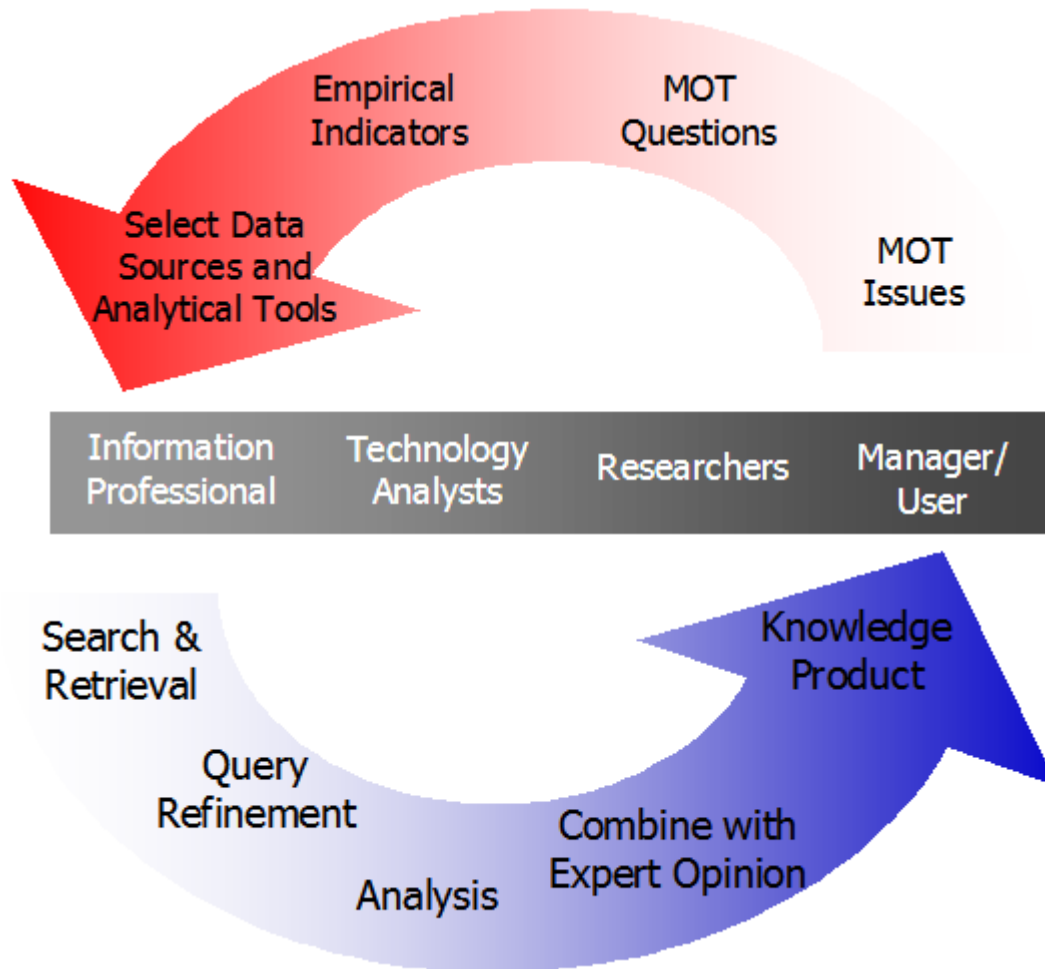 Empirical
Indicators
MOT
Questions
Select Data
Sources and
Analytical Tools
MOT
Issues
Information
Professional
Technology
Analysts
Researchers
Manager/
User
Search &
Retrieval
Knowledge
Product
Query
Refinement
Combine with
Expert Opinion
Analysis